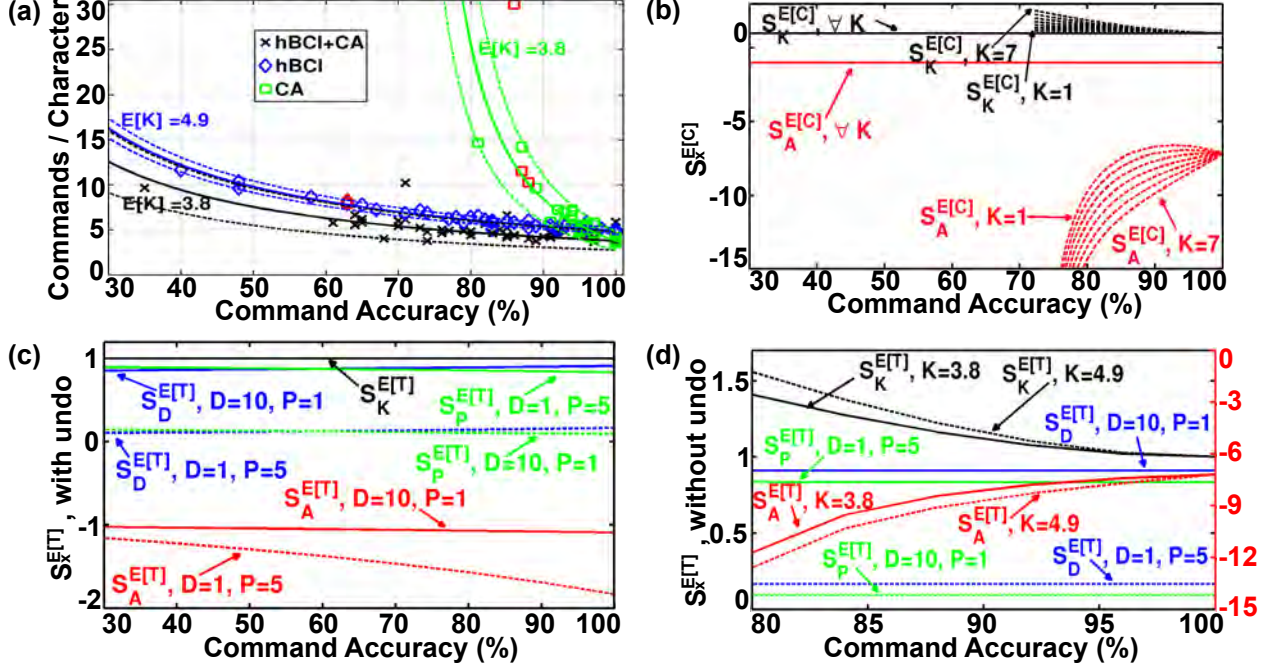 (a)
Commands / Character
30
25
20
15
10
5
0
× hBCI+CA
◇ hBCI
□ CA
E[K] =3.8
E[K] =4.9
E[K] =3.8
30 40 50 60 70 80 90 100
Command Accuracy (%)
(b)
S_x^E[C]
0
-5
-10
-15
S_K^E[C], ∀ K
S_K^E[C], K=7
S_K^E[C], K=1
S_A^E[C], ∀ K
S_A^E[C], K=1
S_A^E[C], K=7
30 40 50 60 70 80 90 100
Command Accuracy (%)
(c)
S_x^E[T], with undo
1
0
-1
-2
S_D^E[T], D=10, P=1
S_K^E[T]
S_P^E[T], D=1, P=5
S_D^E[T], D=1, P=5
S_P^E[T], D=10, P=1
S_A^E[T], D=10, P=1
S_A^E[T], D=1, P=5
30 40 50 60 70 80 90 100
Command Accuracy (%)
(d)
S_x^E[T], without undo
1.5
1
0.5
0
S_K^E[T], K=3.8
S_K^E[T], K=4.9
S_D^E[T], D=10, P=1
S_P^E[T], D=1, P=5
S_A^E[T], K=3.8
S_A^E[T], K=4.9
S_P^E[T], D=10, P=1
S_D^E[T], D=1, P=5
0
-3
-6
-9
-12
-15
80 85 90 95 100
Command Accuracy (%)